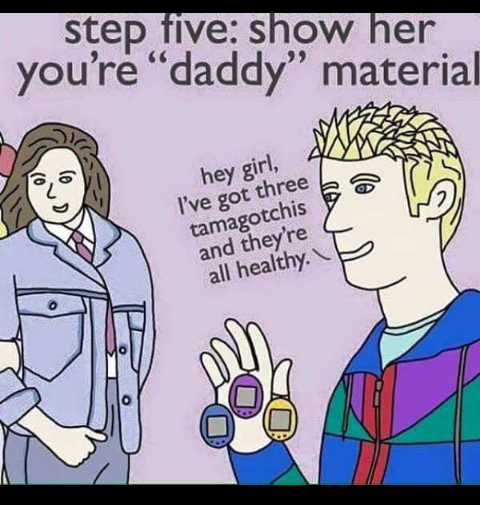 step five: show her
you're “daddy” material
hey girl,
I've got three
tamagotchis
and they're
all healthy.